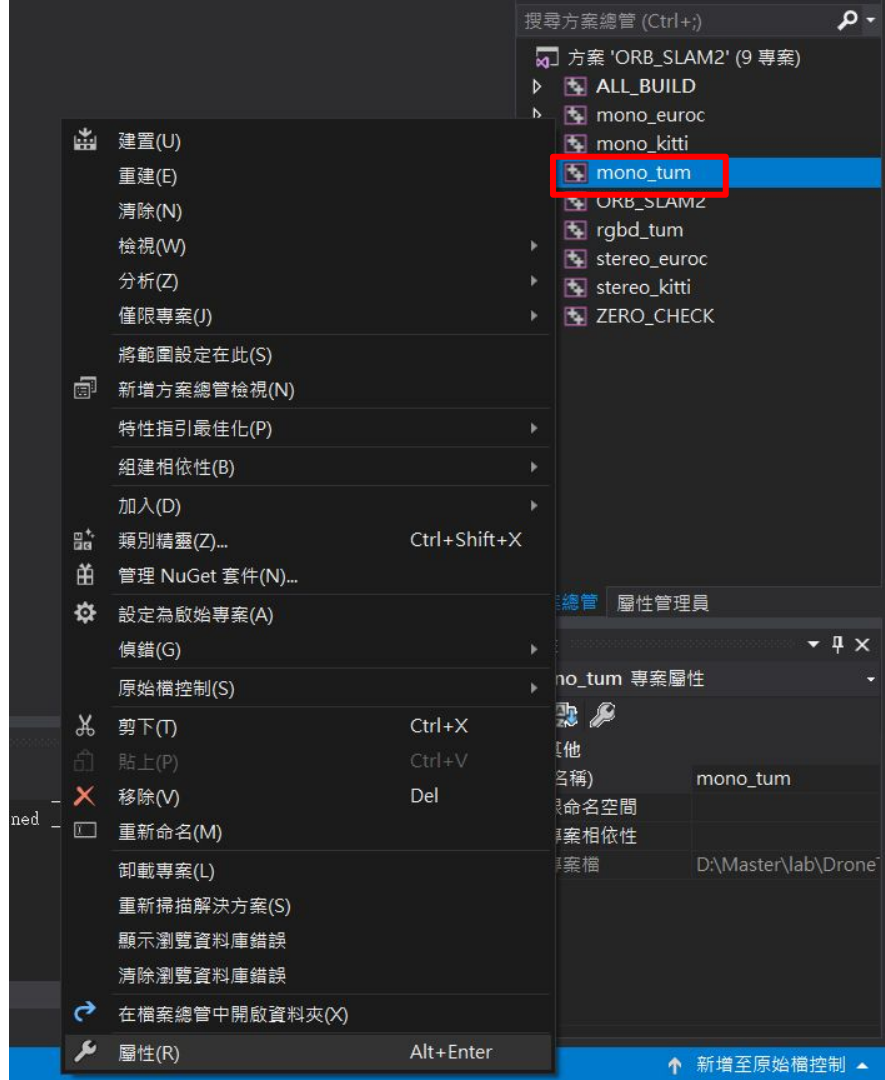 搜尋方案總管 (Ctrl+;)
方案 'ORB_SLAM2' (9 專案)
ALL_BUILD
mono_euroc
mono_kitti
mono_tum
ORB_SLAM2
rgbd_tum
stereo_euroc
stereo_kitti
ZERO_CHECK
建置(U)
重建(E)
清除(N)
檢視(W)
分析(Z)
僅限專案(J)
將範圍設定在此(S)
新增方案總管檢視(N)
特性指引最佳化(P)
組建相依性(B)
加入(D)
類別精靈(Z)... Ctrl+Shift+X
管理 NuGet 套件(N)...
設定為啟始專案(A)
偵錯(G)
原始檔控制(S)
剪下(T) Ctrl+X
貼上(P) Ctrl+V
移除(V) Del
重新命名(M)
卸載專案(L)
重新掃描解決方案(S)
顯示瀏覽資料庫錯誤
清除瀏覽資料庫錯誤
在檔案總管中開啟資料夾(X)
屬性(R) Alt+Enter
總管 屬性管理員
no_tum 專案屬性
其他
名稱) mono_tum
命名空間
專案相依性
專案檔 D:\Master\lab\Drone
ned _
新增至原始檔控制